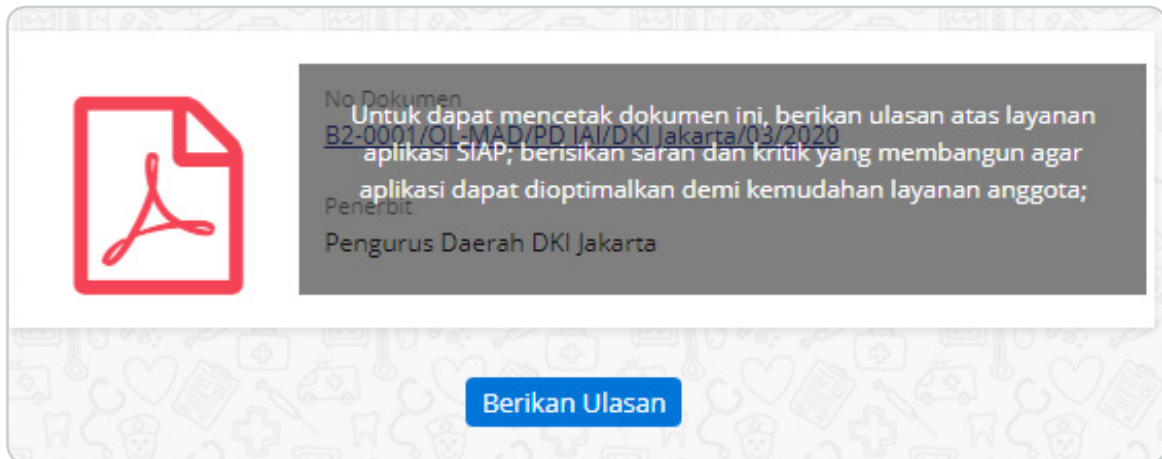 No Dokumen
Untuk dapat mencetak dokumen ini, berikan ulasan atas layanan
B2-0001/OL-MAD/PD IAI/DKI Jakarta/03/2020
aplikasi SIAP; berisikan saran dan kritik yang membangun agar
aplikasi dapat dioptimalkan demi kemudahan layanan anggota;
Penerbit
Pengurus Daerah DKI Jakarta
Berikan Ulasan